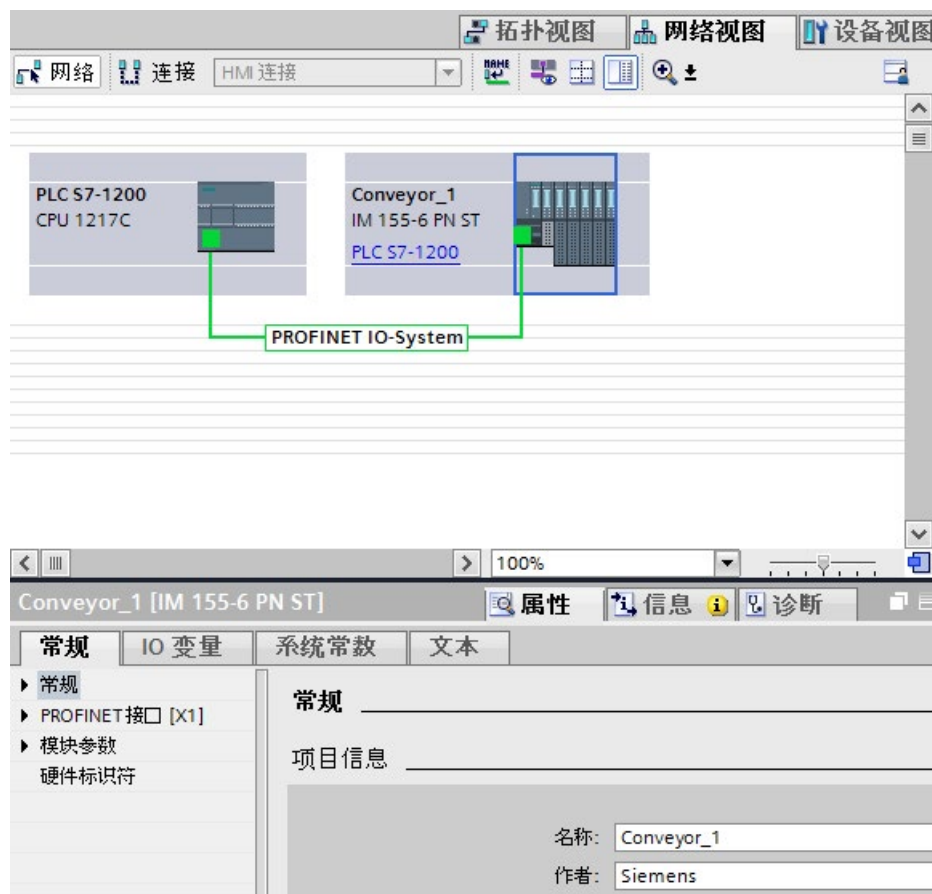 拓扑视图 网络视图 设备视图
网络 连接 HMI 连接 NAME
PLC S7-1200
CPU 1217C
Conveyor_1
IM 155-6 PN ST
PLC S7-1200
PROFINET IO-System
100%
Conveyor_1 [IM 155-6 PN ST] 属性 信息 诊断
常规 IO 变量 系统常数 文本
常规
PROFINET接口 [X1]
模块参数
硬件标识符
常规
项目信息
名称: Conveyor_1
作者: Siemens